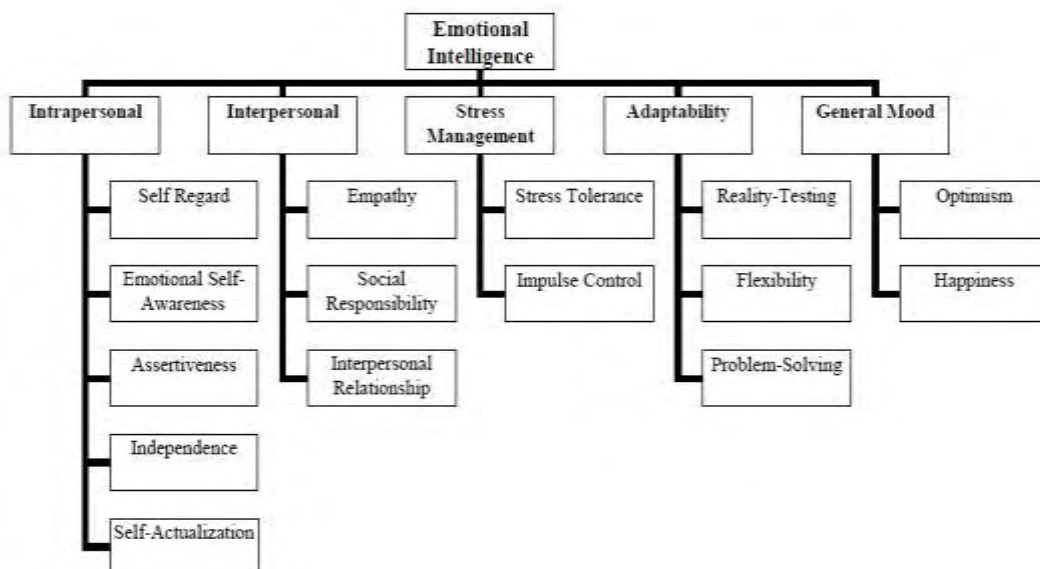 Emotional
Intelligence
Intrapersonal
Interpersonal
Stress
Management
Adaptability
General Mood
Self Regard
Emotional Self-
Awareness
Assertiveness
Independence
Self-Actualization
Empathy
Social
Responsibility
Interpersonal
Relationship
Stress Tolerance
Impulse Control
Reality-Testing
Flexibility
Problem-Solving
Optimism
Happiness